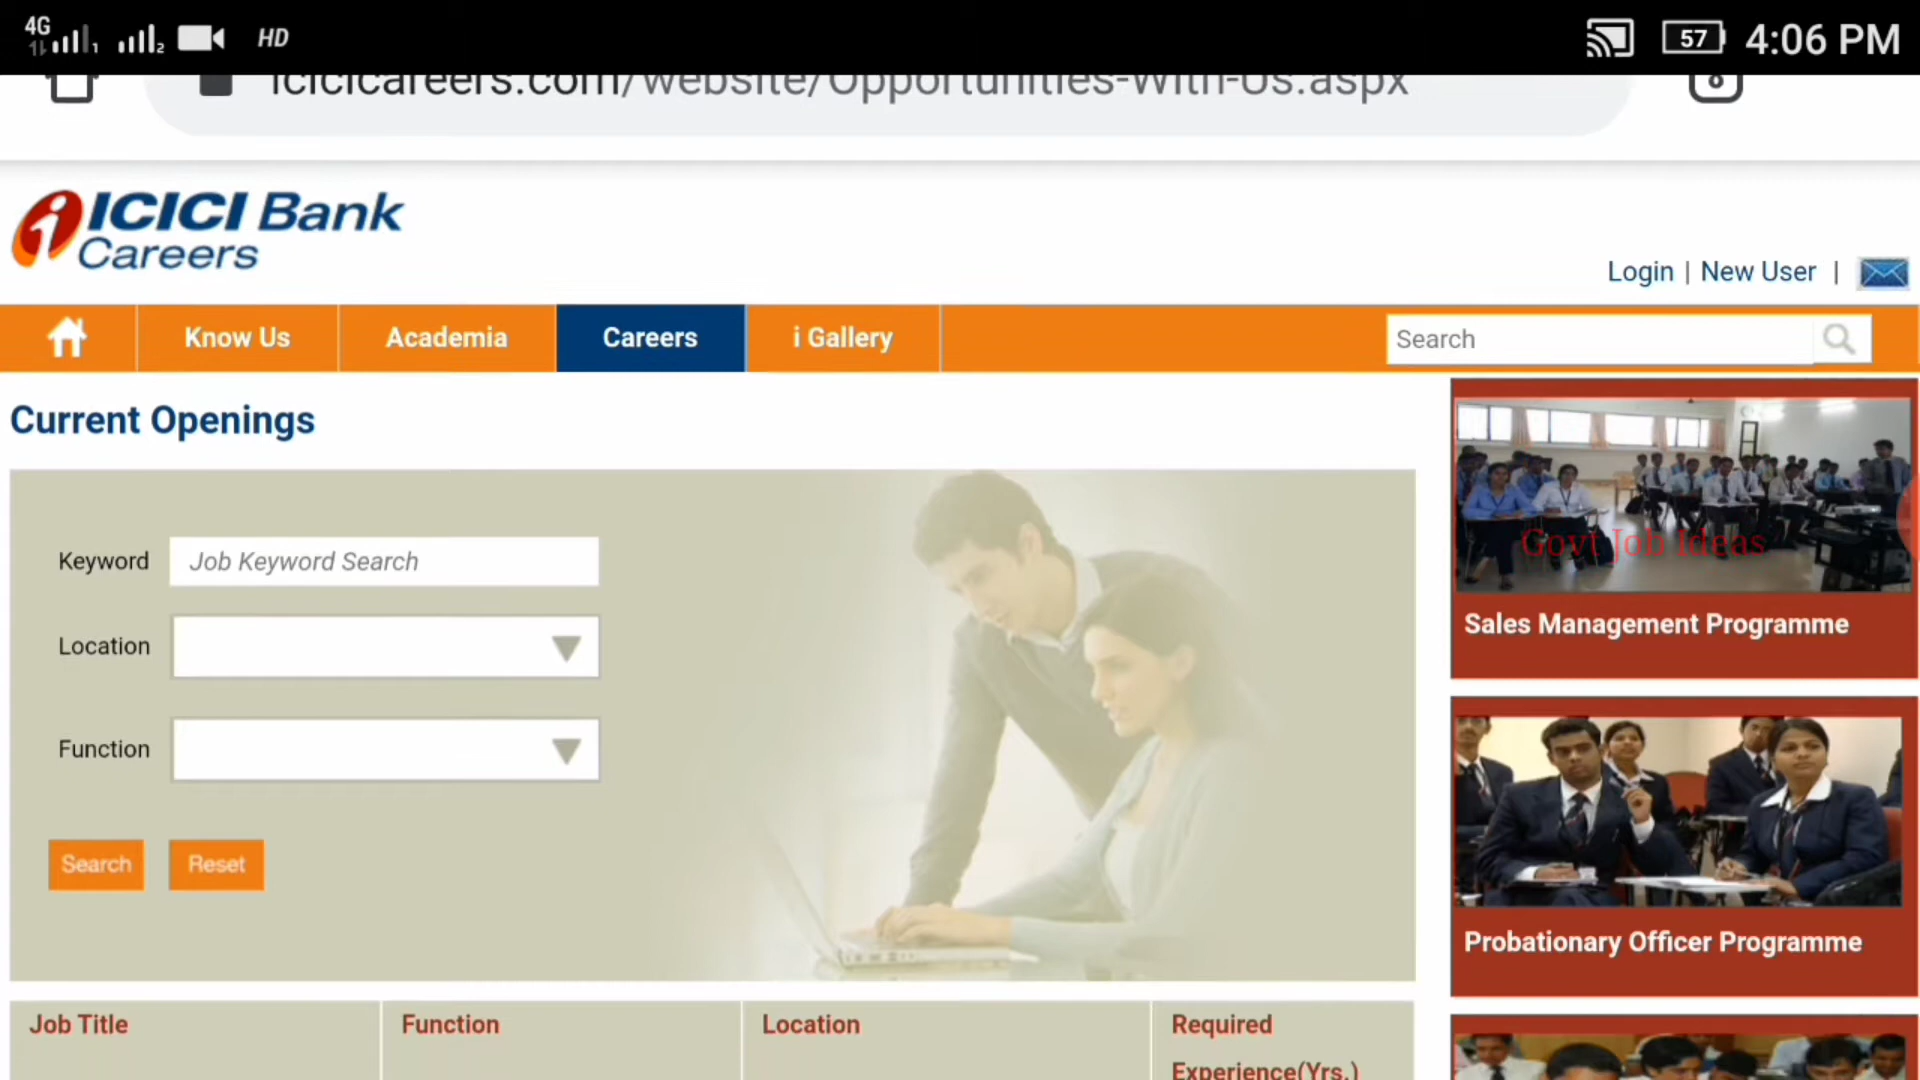 4G 1 2 HD 57 4:06 PM
icicicareers.com/website/Opportunities-With-Us.aspx
ICICI Bank
Careers
Login | New User |
Know Us Academia Careers i Gallery Search
Current Openings
Keyword Job Keyword Search
Location
Function
Search Reset
Govt Job Ideas
Sales Management Programme
Probationary Officer Programme
Job Title Function Location Required
Experience(Yrs.)